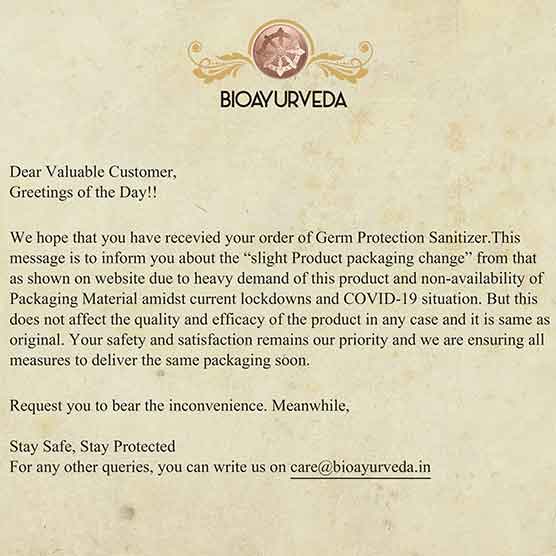 BIOAYURVEDA
Dear Valuable Customer,
Greetings of the Day!!
We hope that you have recevied your order of Germ Protection Sanitizer.This
message is to inform you about the “slight Product packaging change” from that
as shown on website due to heavy demand of this product and non-availability of
Packaging Material amidst current lockdowns and COVID-19 situation. But this
does not affect the quality and efficacy of the product in any case and it is same as
original. Your safety and satisfaction remains our priority and we are ensuring all
measures to deliver the same packaging soon.
Request you to bear the inconvenience. Meanwhile,
Stay Safe, Stay Protected
For any other queries, you can write us on care@bioayurveda.in